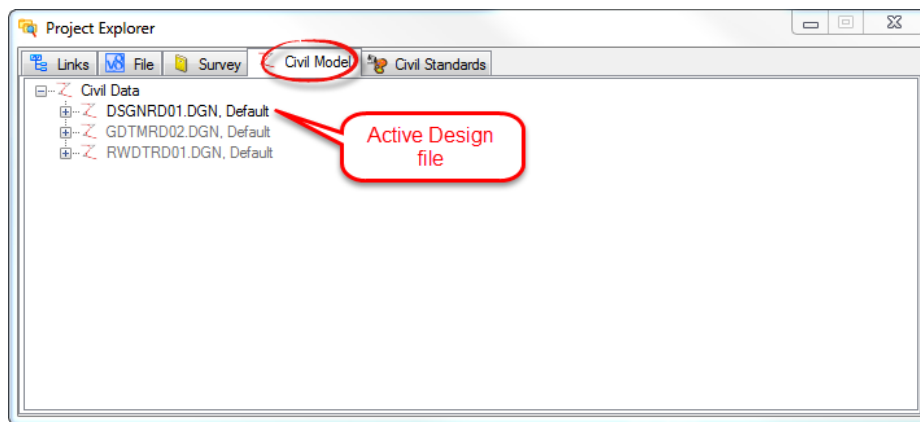 Project Explorer
Links File Survey Civil Model Civil Standards
Civil Data
DSGNRD01.DGN, Default
GDTMRD02.DGN, Default
RWDTRD01.DGN, Default
Active Design
file